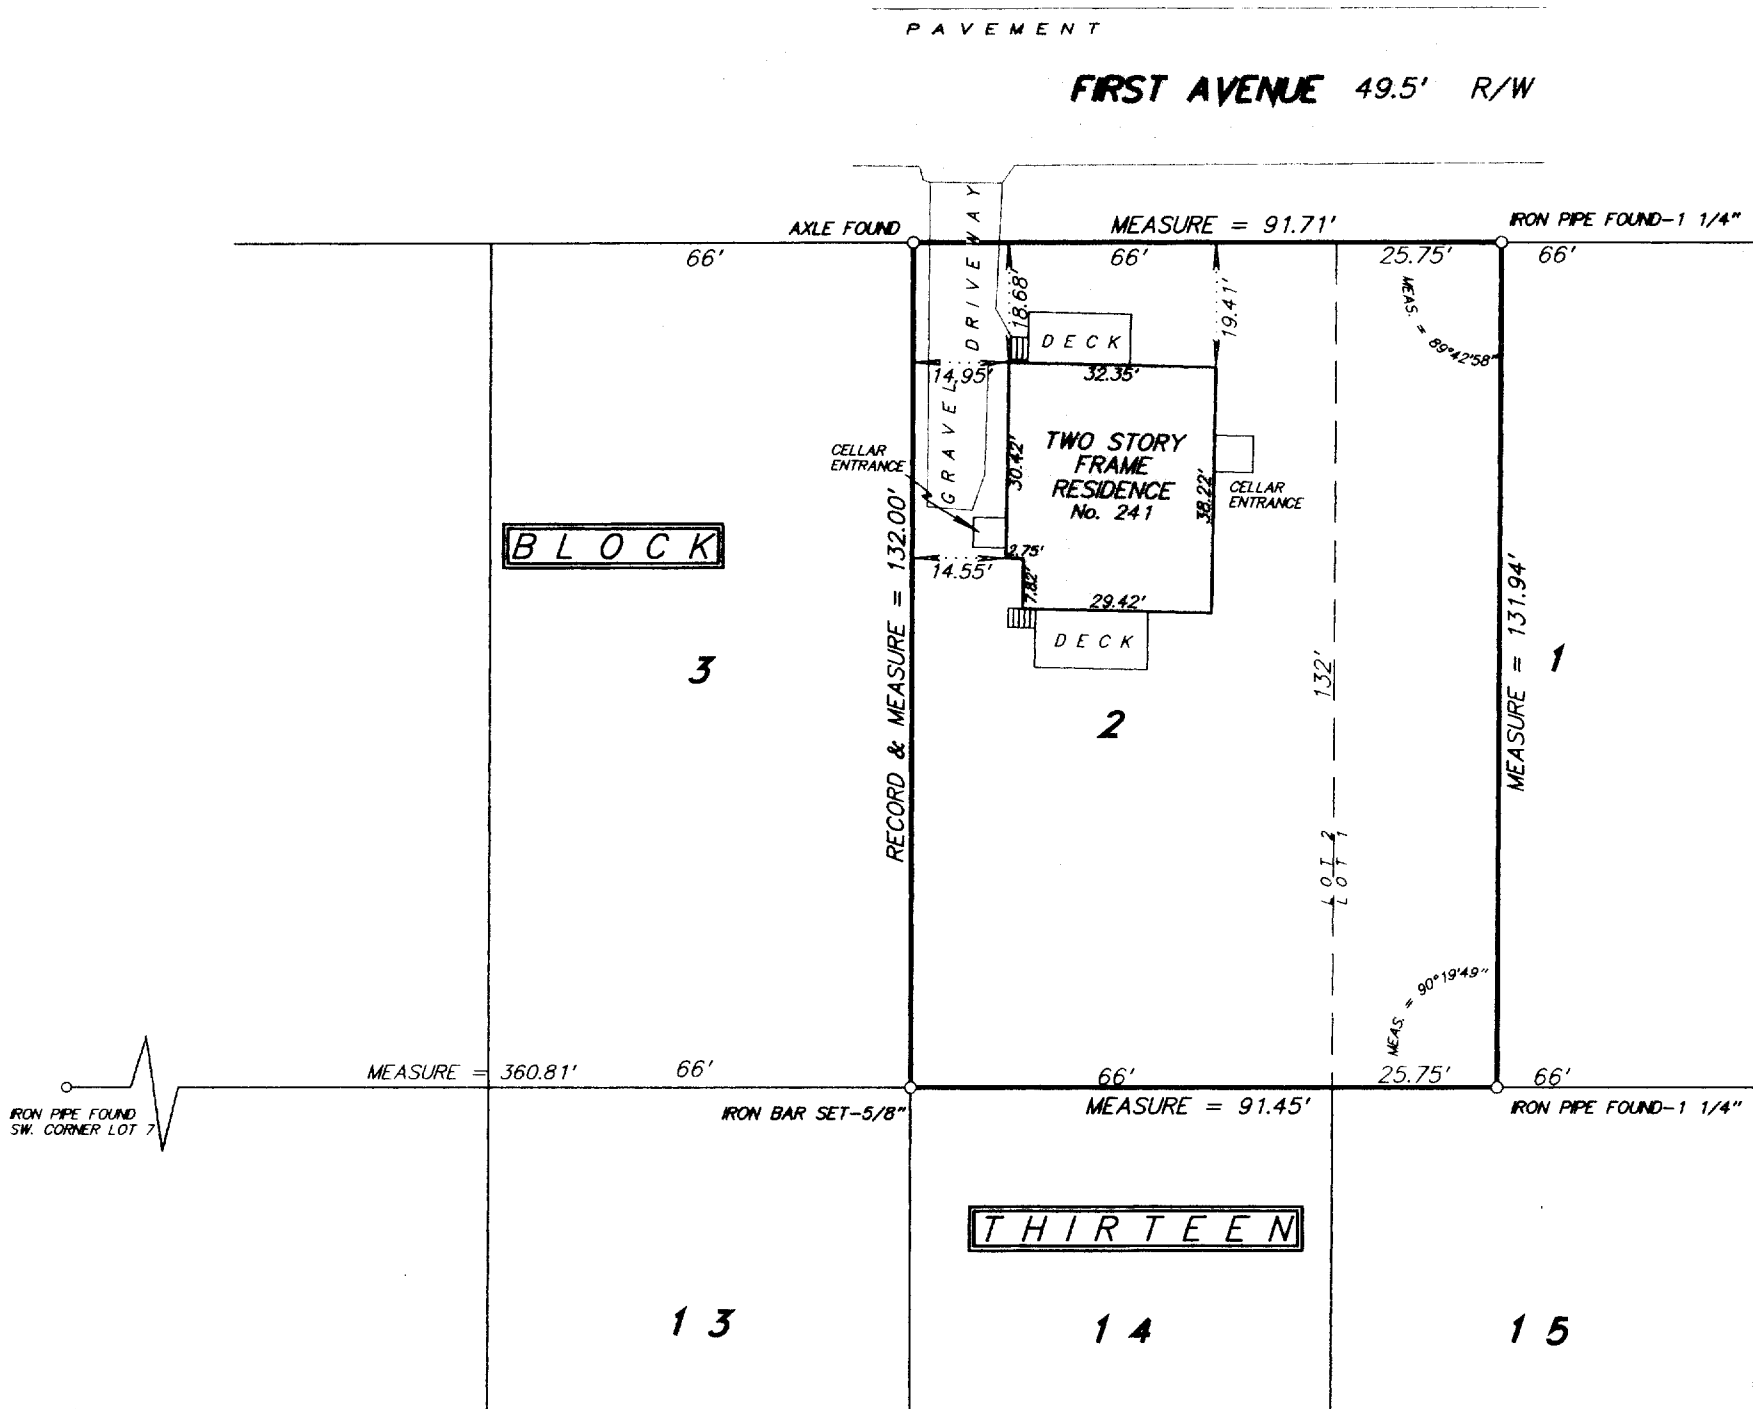 PAVEMENT
FIRST AVENUE 49.5' R/W
AXLE FOUND
MEASURE = 91.71'
IRON PIPE FOUND-1 1/4"
66'
66'
25.75'
66'
GRAVEL DRIVEWAY
18.68'
19.41'
MEAS. = 89°42'58"
DECK
14.95'
32.35'
CELLAR
ENTRANCE
30.42'
TWO STORY
FRAME
RESIDENCE
No. 241
38.22'
CELLAR
ENTRANCE
BLOCK
2.75'
14.55'
7.82'
29.42'
DECK
RECORD & MEASURE = 132.00'
3
2
132'
MEASURE = 131.94'
1
LOT 2
LOT 1
MEAS. = 90°19'49"
MEASURE = 360.81'
66'
66'
25.75'
66'
IRON PIPE FOUND
SW. CORNER LOT 7
IRON BAR SET-5/8"
MEASURE = 91.45'
IRON PIPE FOUND-1 1/4"
THIRTEEN
13
14
15